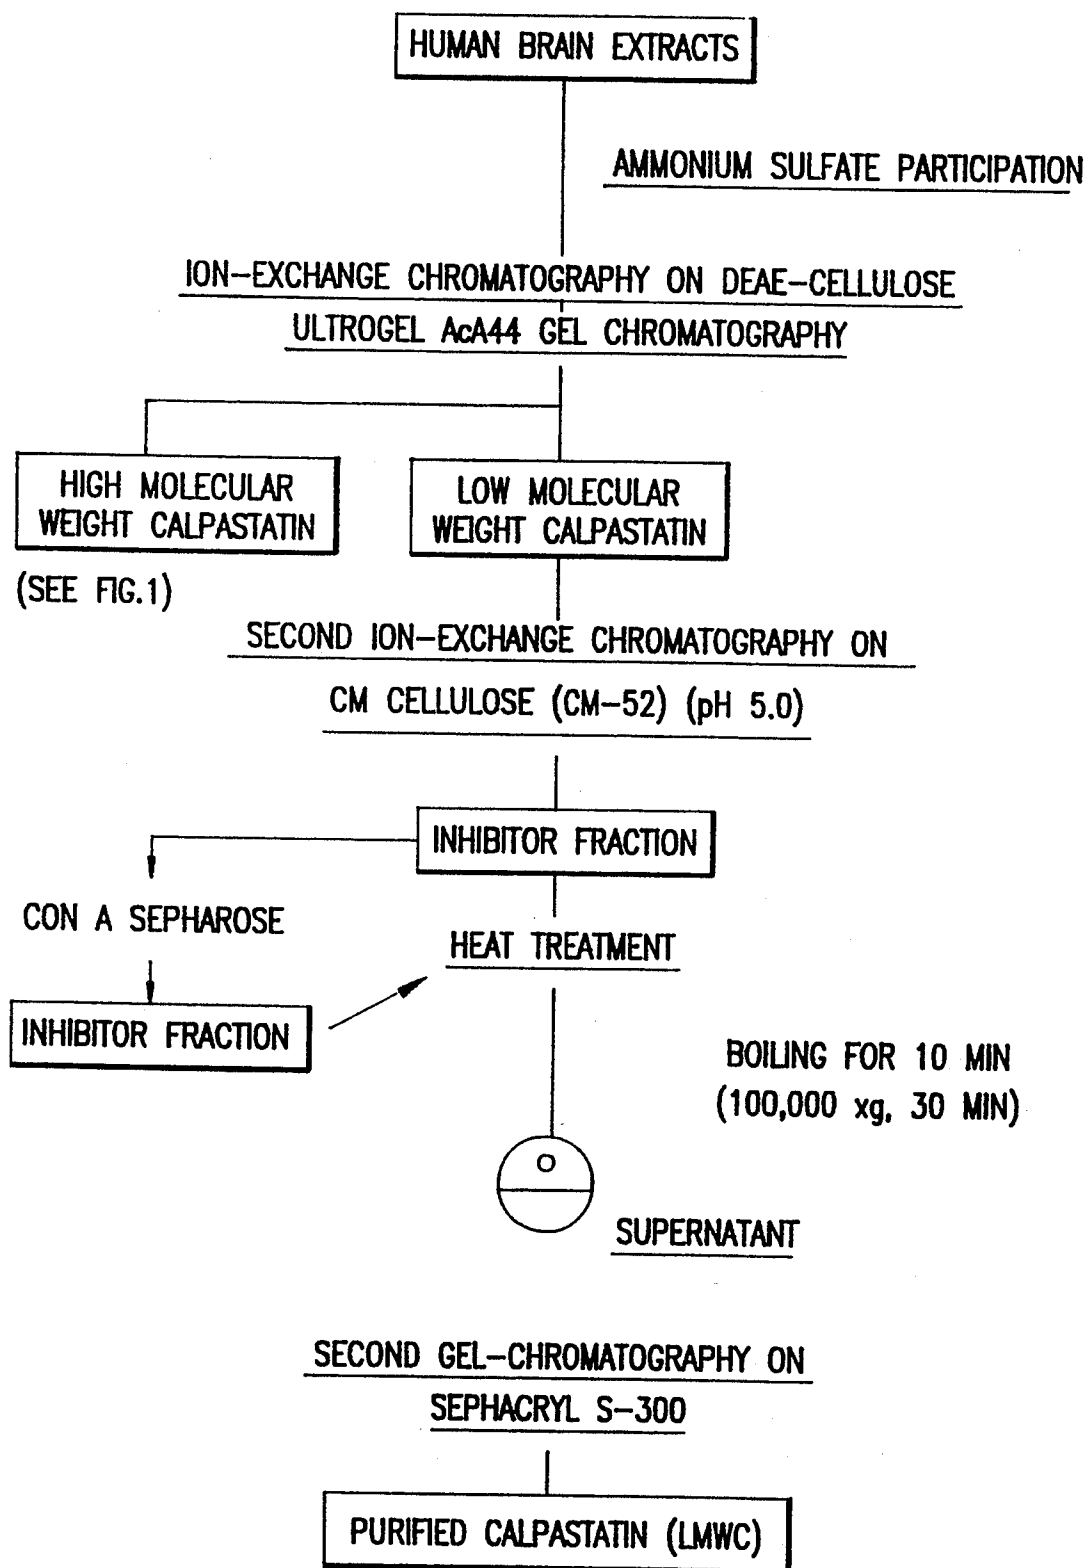 HUMAN BRAIN EXTRACTS
AMMONIUM SULFATE PARTICIPATION
ION-EXCHANGE CHROMATOGRAPHY ON DEAE-CELLULOSE
ULTROGEL AcA44 GEL CHROMATOGRAPHY
HIGH MOLECULAR
WEIGHT CALPASTATIN
(SEE FIG.1)
LOW MOLECULAR
WEIGHT CALPASTATIN
SECOND ION-EXCHANGE CHROMATOGRAPHY ON
CM CELLULOSE (CM-52) (pH 5.0)
INHIBITOR FRACTION
CON A SEPHAROSE
INHIBITOR FRACTION
HEAT TREATMENT
BOILING FOR 10 MIN
(100,000 xg, 30 MIN)
SUPERNATANT
SECOND GEL-CHROMATOGRAPHY ON
SEPHACRYL S-300
PURIFIED CALPASTATIN (LMWC)